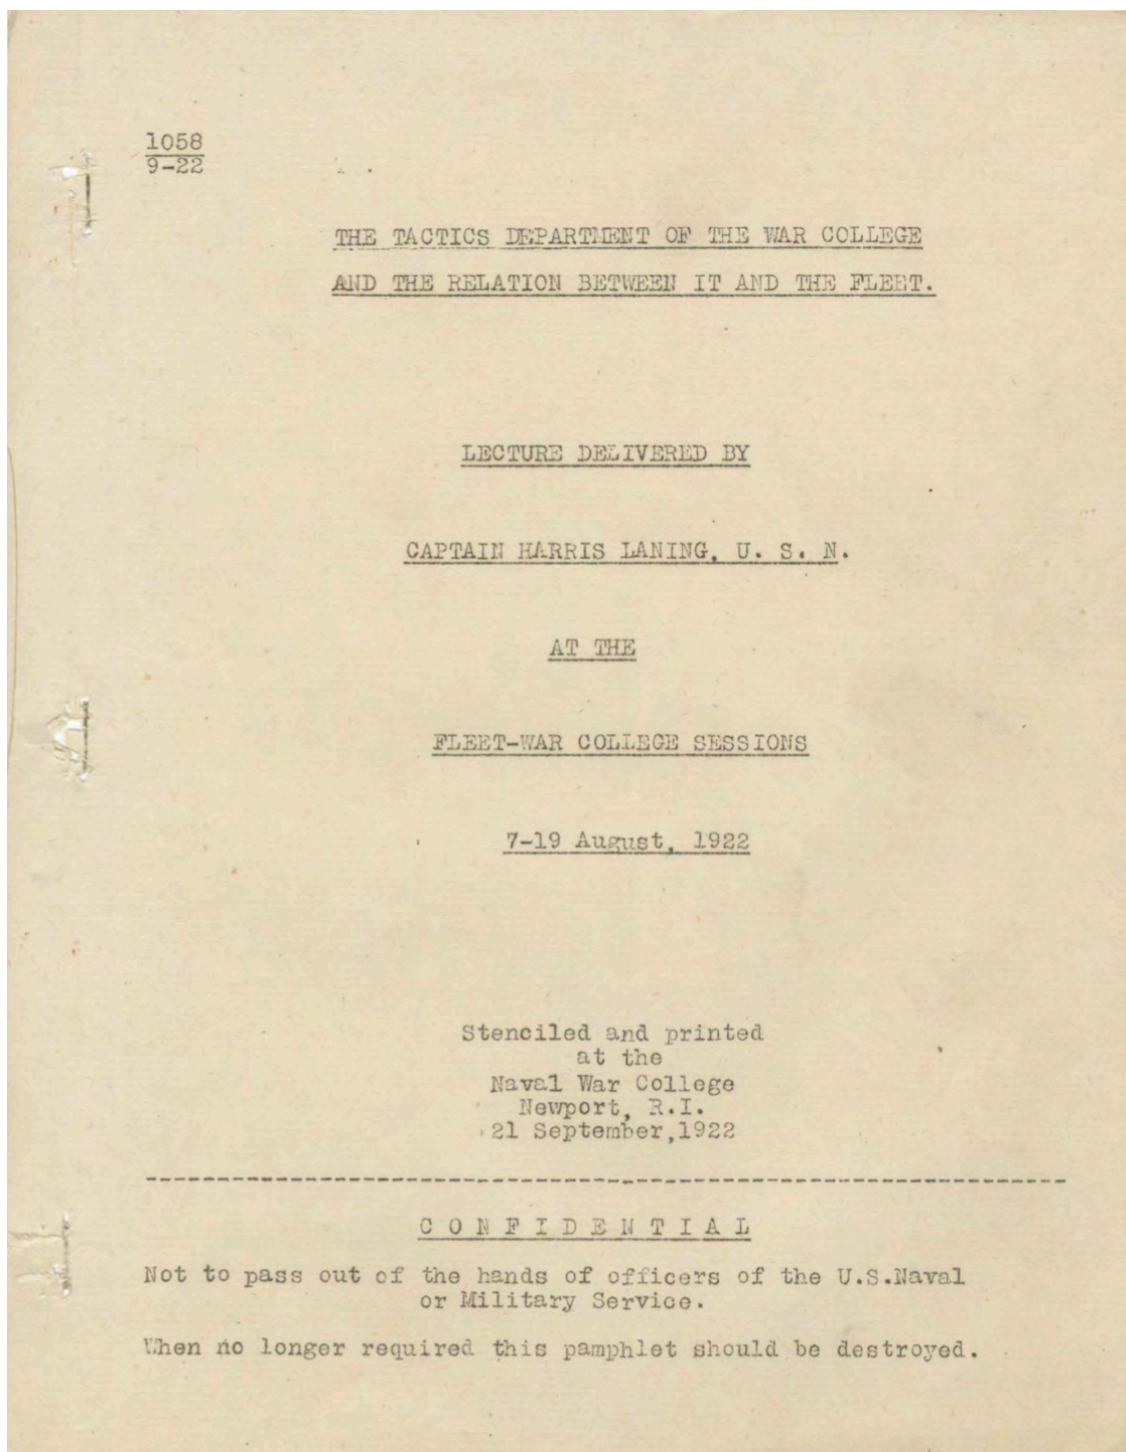 1058
9-22
THE TACTICS DEPARTMENT OF THE WAR COLLEGE
AND THE RELATION BETWEEN IT AND THE FLEET.
LECTURE DELIVERED BY
CAPTAIN HARRIS LANING, U. S. N.
AT THE
FLEET-WAR COLLEGE SESSIONS
7-19 August, 1922
Stenciled and printed
at the
Naval War College
Newport, R.I.
21 September,1922
C O N F I D E N T I A L
Not to pass out of the hands of officers of the U.S.Naval
or Military Service.
When no longer required this pamphlet should be destroyed.